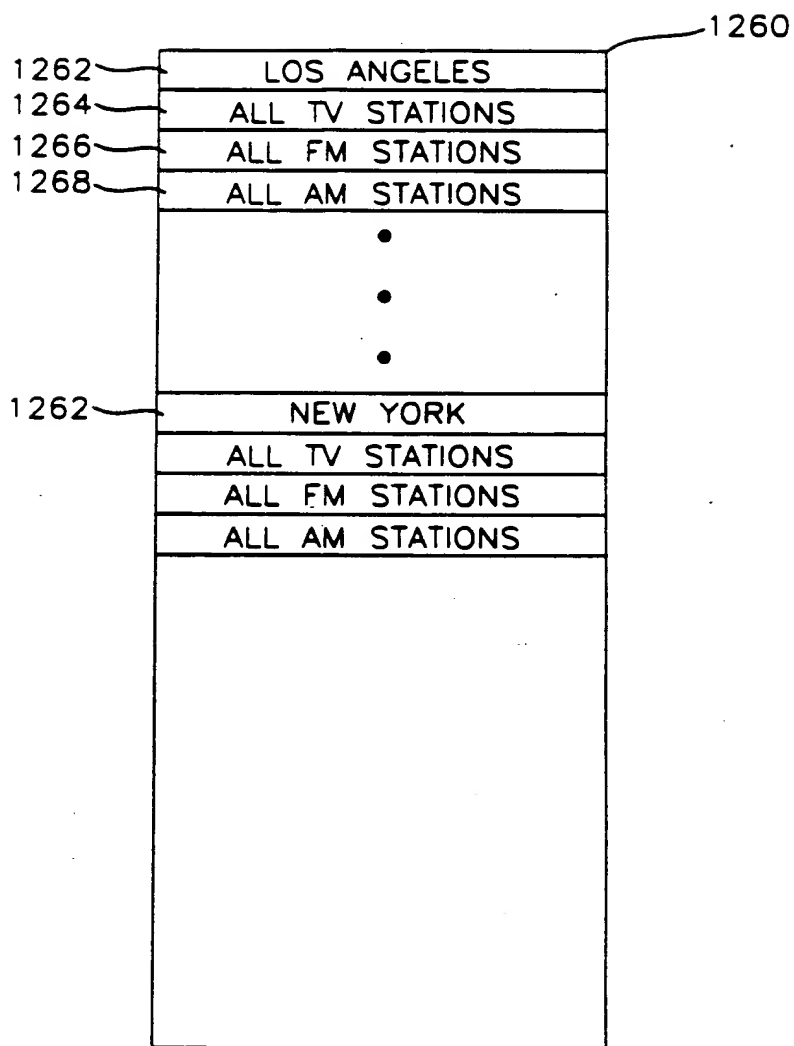 1260
1262 LOS ANGELES
1264 ALL TV STATIONS
1266 ALL FM STATIONS
1268 ALL AM STATIONS
1262 NEW YORK
ALL TV STATIONS
ALL FM STATIONS
ALL AM STATIONS